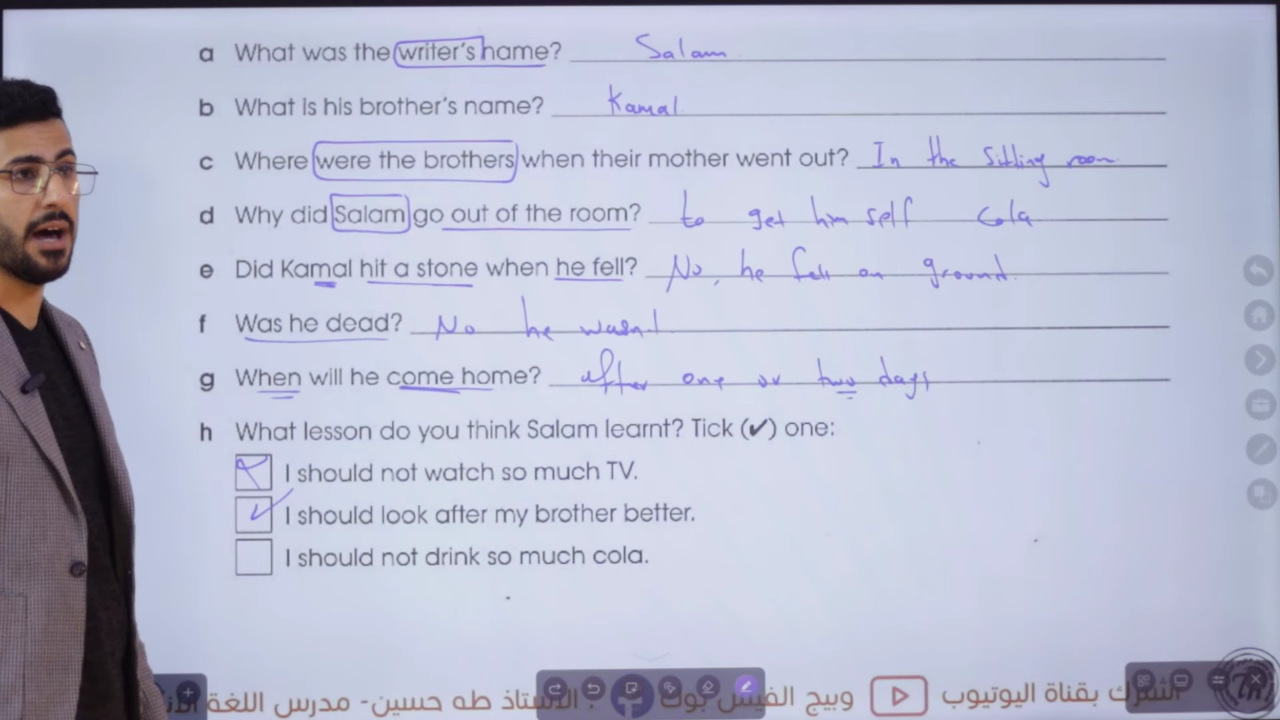 a What was the writer's name? Salam
b What is his brother's name? Kamal
c Where were the brothers when their mother went out? In the sitting room
d Why did Salam go out of the room? to get him self cola
e Did Kamal hit a stone when he fell? No, he fell on ground.
f Was he dead? No he wasn't
g When will he come home? after one or two days
h What lesson do you think Salam learnt? Tick (✔) one:
I should not watch so much TV.
✓ I should look after my brother better.
I should not drink so much cola.
بقناة اليوتيوب وبيج الفيس بوك : الاستاذ طه حسين- مدرس اللغة